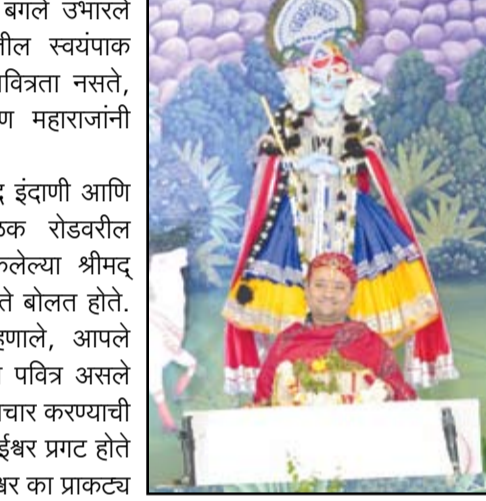 बगले उभारले
तील स्वयंपाक
पवित्रता नसते,
महाराजांनी
इंदाणी आणि
रोडवरील
श्रीमद्
ते बोलत होते.
आपले
पवित्र असले
करण्याची
ईश्वर प्रगट होते
का प्राकट्य